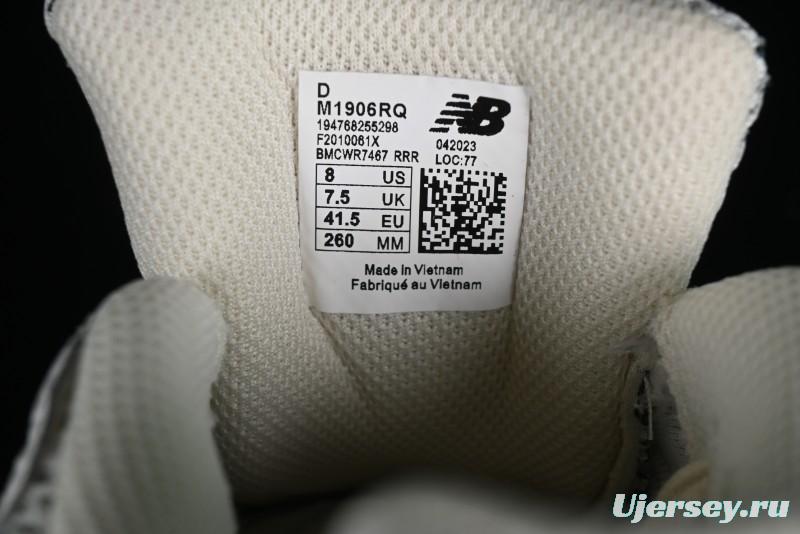 D
M1906RQ
194768255298
F2010061X
BMCWR7467 RRR
NB
042023
LOC:77
8 US
7.5 UK
41.5 EU
260 MM
Made in Vietnam
Fabriqué au Vietnam
Ujersey.ru